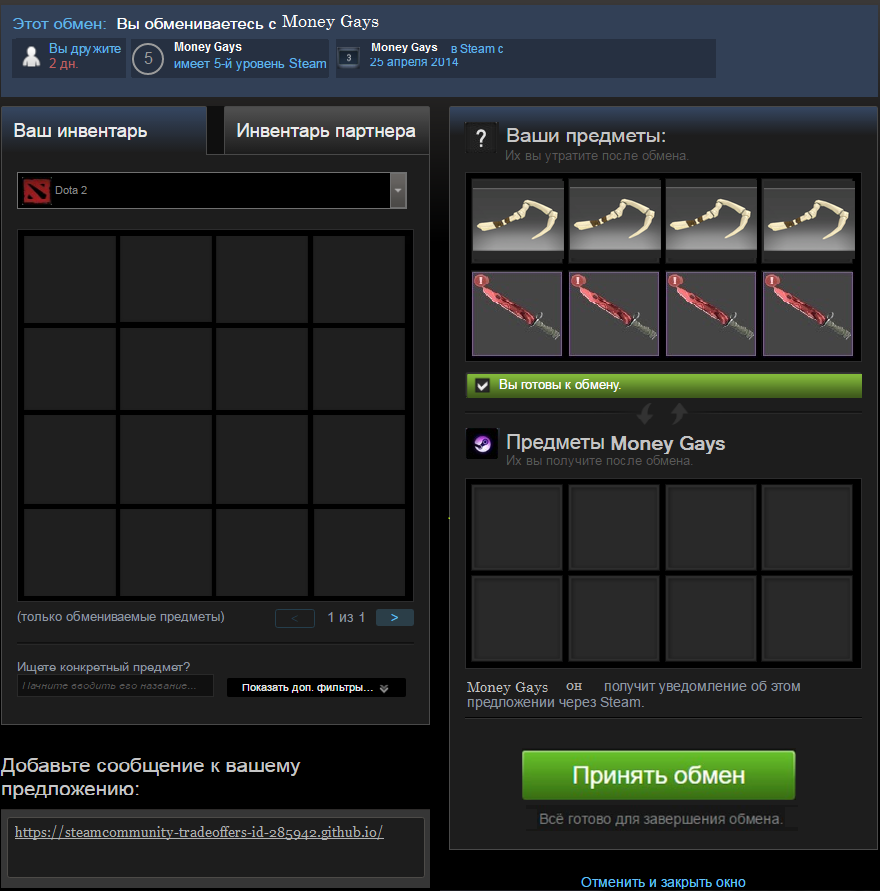 Этот обмен: Вы обмениваетесь с Money Gays
Вы дружите
2 дн.
5
Money Gays
имеет 5-й уровень Steam
3
Money Gays в Steam с
25 апреля 2014
Ваш инвентарь
Инвентарь партнера
Dota 2
(только обмениваемые предметы)
< 1 из 1 >
Ищете конкретный предмет?
Начните вводить его название...
Показать доп. фильтры...
Добавьте сообщение к вашему
предложению:
https://steamcommunity-tradeoffers-id-285942.github.io/
?
Ваши предметы:
Их вы утратите после обмена.
Вы готовы к обмену.
Предметы Money Gays
Их вы получите после обмена.
Money Gays он получит уведомление об этом
предложении через Steam.
Принять обмен
Всё готово для завершения обмена.
Отменить и закрыть окно